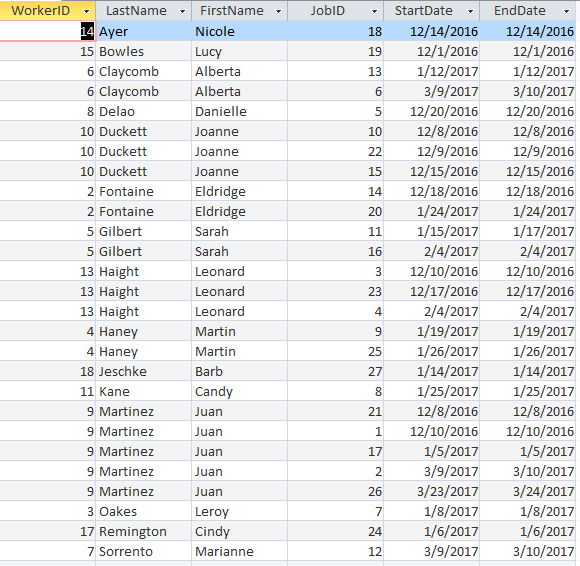 WorkerID LastName FirstName JobID StartDate EndDate
14 Ayer Nicole 18 12/14/2016 12/14/2016
15 Bowles Lucy 19 12/1/2016 12/1/2016
6 Claycomb Alberta 13 1/12/2017 1/12/2017
6 Claycomb Alberta 6 3/9/2017 3/10/2017
8 Delao Danielle 5 12/20/2016 12/20/2016
10 Duckett Joanne 10 12/8/2016 12/8/2016
10 Duckett Joanne 22 12/9/2016 12/9/2016
10 Duckett Joanne 15 12/15/2016 12/15/2016
2 Fontaine Eldridge 14 12/18/2016 12/18/2016
2 Fontaine Eldridge 20 1/24/2017 1/24/2017
5 Gilbert Sarah 11 1/15/2017 1/17/2017
5 Gilbert Sarah 16 2/4/2017 2/4/2017
13 Haight Leonard 3 12/10/2016 12/10/2016
13 Haight Leonard 23 12/17/2016 12/17/2016
13 Haight Leonard 4 2/4/2017 2/4/2017
4 Haney Martin 9 1/19/2017 1/19/2017
4 Haney Martin 25 1/26/2017 1/26/2017
18 Jeschke Barb 27 1/14/2017 1/14/2017
11 Kane Candy 8 1/25/2017 1/25/2017
9 Martinez Juan 21 12/8/2016 12/8/2016
9 Martinez Juan 1 12/10/2016 12/10/2016
9 Martinez Juan 17 1/5/2017 1/5/2017
9 Martinez Juan 2 3/9/2017 3/10/2017
9 Martinez Juan 26 3/23/2017 3/24/2017
3 Oakes Leroy 7 1/8/2017 1/8/2017
17 Remington Cindy 24 1/6/2017 1/6/2017
7 Sorrento Marianne 12 3/9/2017 3/10/2017